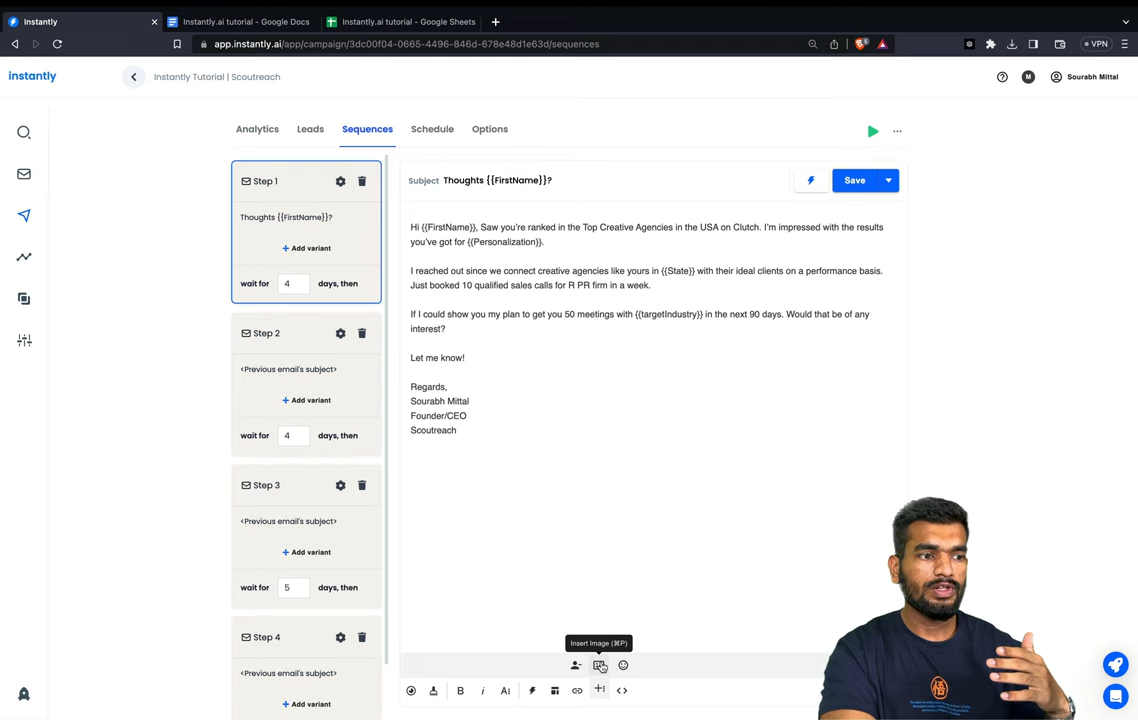 Instantly
Instantly.ai tutorial - Google Docs
Instantly.ai tutorial - Google Sheets
app.instantly.ai/app/campaign/3dc00f04-0665-4496-846d-678e48d1e63d/sequences
VPN
instantly
Instantly Tutorial | Scoutreach
M
Sourabh Mittal
Analytics
Leads
Sequences
Schedule
Options
Step 1
Thoughts {{FirstName}}?
+ Add variant
wait for 4 days, then
Step 2
<Previous email's subject>
+ Add variant
wait for 4 days, then
Step 3
<Previous email's subject>
+ Add variant
wait for 5 days, then
Step 4
<Previous email's subject>
+ Add variant
Subject Thoughts {{FirstName}}?
Save
Hi {{FirstName}}, Saw you're ranked in the Top Creative Agencies in the USA on Clutch. I'm impressed with the results
you've got for {{Personalization}}.
I reached out since we connect creative agencies like yours in {{State}} with their ideal clients on a performance basis.
Just booked 10 qualified sales calls for R PR firm in a week.
If I could show you my plan to get you 50 meetings with {{targetIndustry}} in the next 90 days. Would that be of any
interest?
Let me know!
Regards,
Sourabh Mittal
Founder/CEO
Scoutreach
Insert Image (⌘P)
B
i
A